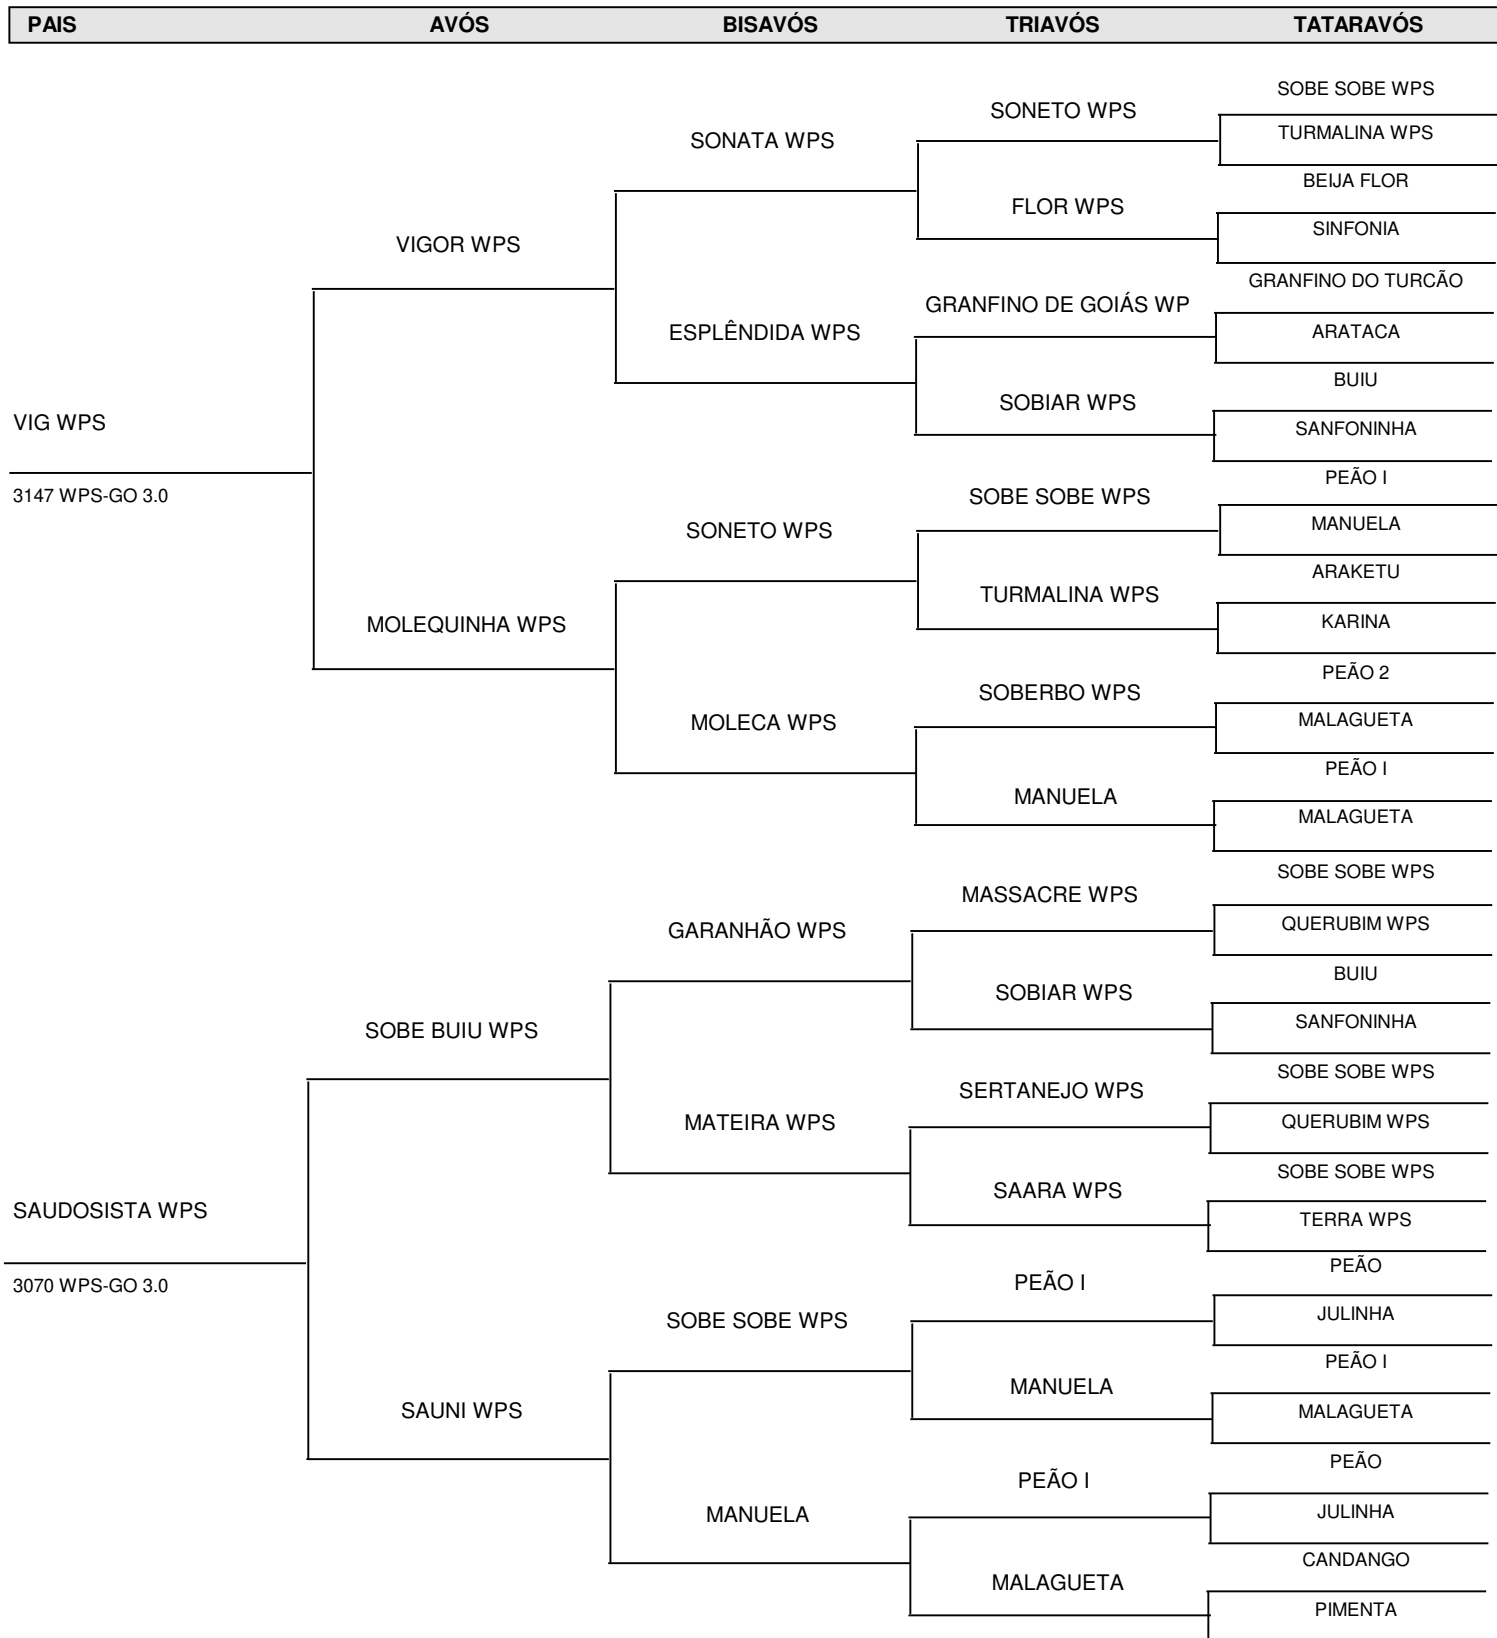 PAIS AVÓS BISAVÓS TRIAVÓS TATARAVÓS
SOBE SOBE WPS
SONETO WPS
TURMALINA WPS
SONATA WPS
BEIJA FLOR
FLOR WPS
SINFONIA
VIGOR WPS
GRANFINO DO TURCÃO
GRANFINO DE GOIÁS WP
ARATACA
ESPLÊNDIDA WPS
BUIU
SOBIAR WPS
VIG WPS
SANFONINHA
PEÃO I
3147 WPS-GO 3.0
SOBE SOBE WPS
MANUELA
SONETO WPS
ARAKETU
TURMALINA WPS
KARINA
MOLEQUINHA WPS
PEÃO 2
SOBERBO WPS
MALAGUETA
MOLECA WPS
PEÃO I
MANUELA
MALAGUETA
SOBE SOBE WPS
MASSACRE WPS
QUERUBIM WPS
GARANHÃO WPS
BUIU
SOBIAR WPS
SANFONINHA
SOBE BUIU WPS
SOBE SOBE WPS
SERTANEJO WPS
QUERUBIM WPS
MATEIRA WPS
SOBE SOBE WPS
SAARA WPS
SAUDOSISTA WPS
TERRA WPS
PEÃO
3070 WPS-GO 3.0
PEÃO I
JULINHA
SOBE SOBE WPS
PEÃO I
MANUELA
SAUNI WPS
MALAGUETA
PEÃO
PEÃO I
JULINHA
MANUELA
CANDANGO
MALAGUETA
PIMENTA